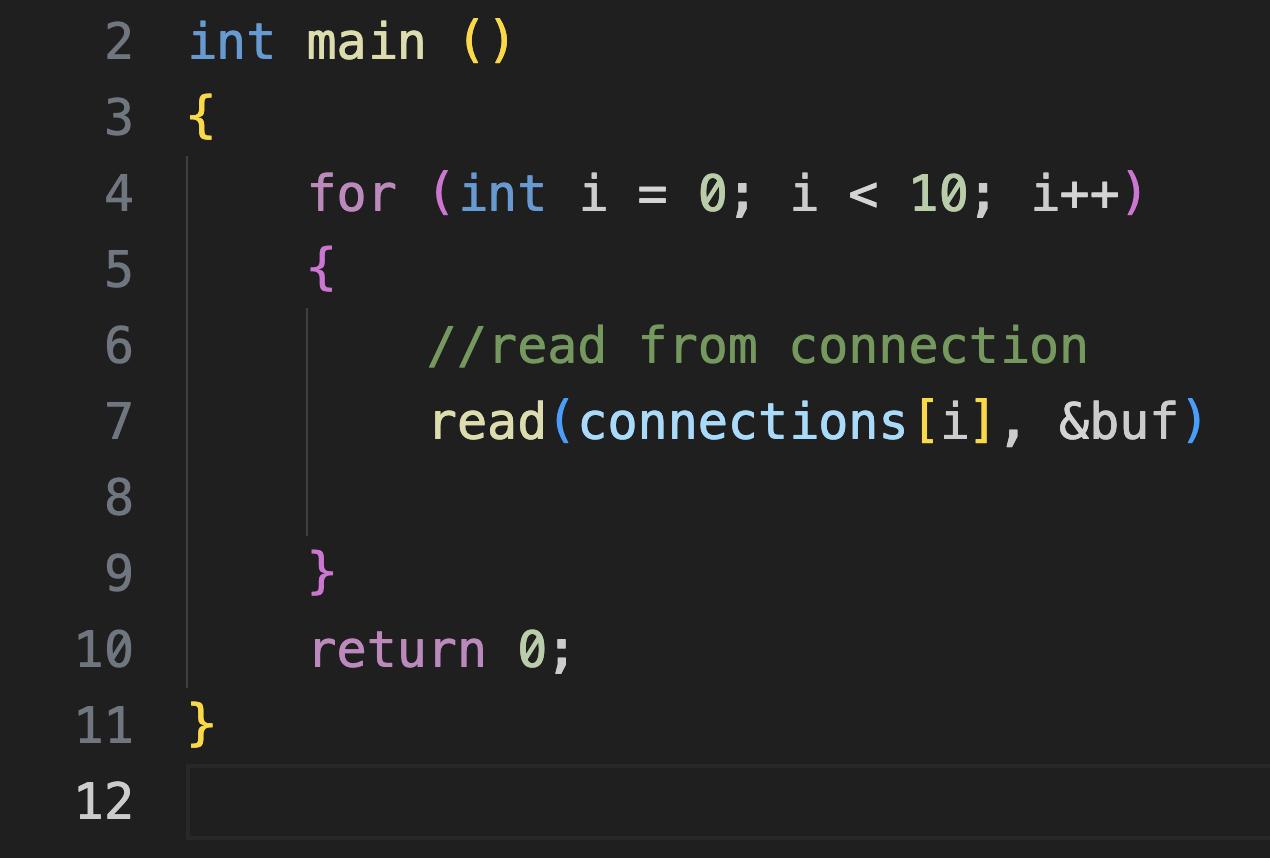 2 int main ()
3 {
4     for (int i = 0; i < 10; i++)
5     {
6         //read from connection
7         read(connections[i], &buf)
8
9     }
10     return 0;
11 }
12